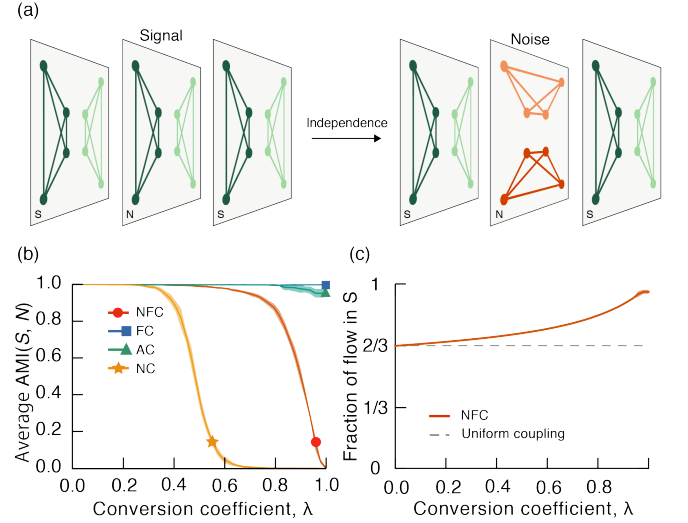 (a)
Signal
Noise
Independence
S
N
S
S
N
S
(b)
(c)
Average AMI(S, N)
1.0
0.8
0.6
0.4
0.2
0.0
NFC
FC
AC
NC
0.0 0.2 0.4 0.6 0.8 1.0
Conversion coefficient, λ
Fraction of flow in S
1
2/3
1/3
0
NFC
Uniform coupling
0.0 0.2 0.4 0.6 0.8
Conversion coefficient, λ